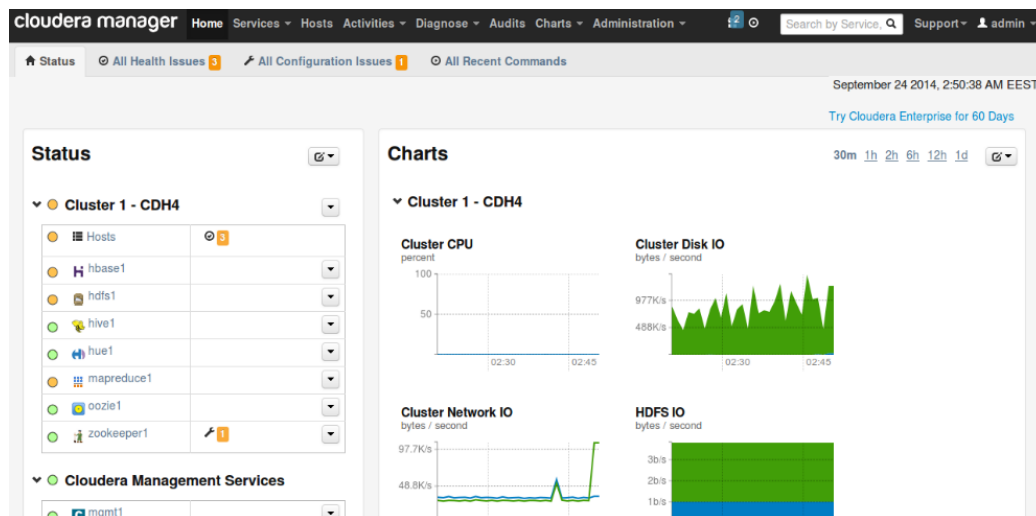 cloudera manager Home Services Hosts Activities Diagnose Audits Charts Administration 2 Search by Service, Support admin
Status All Health Issues 3 All Configuration Issues 1 All Recent Commands
September 24 2014, 2:50:38 AM EEST
Try Cloudera Enterprise for 60 Days
Status
Charts
30m 1h 2h 6h 12h 1d
Cluster 1 - CDH4
Hosts 3
hbase1
hdfs1
hive1
hue1
mapreduce1
oozie1
zookeeper1 1
Cloudera Management Services
mgmt1
Cluster 1 - CDH4
Cluster CPU
percent
100
50
02:30 02:45
Cluster Disk IO
bytes / second
977K/s
488K/s
02:30 02:45
Cluster Network IO
bytes / second
97.7K/s
48.8K/s
HDFS IO
bytes / second
3b/s
2b/s
1b/s